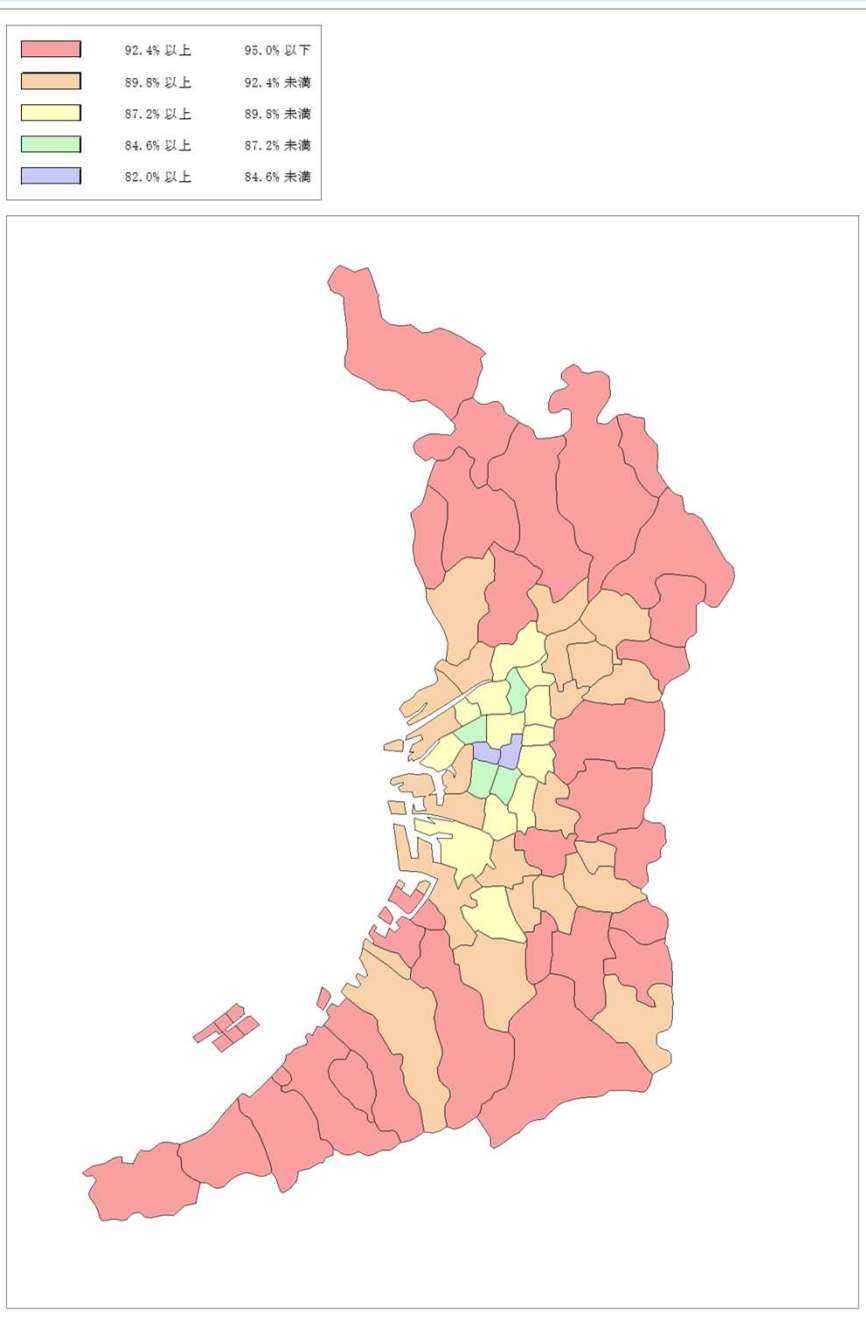 92.4% 以上 95.0% 以下
89.8% 以上 92.4% 未満
87.2% 以上 89.8% 未満
84.6% 以上 87.2% 未満
82.0% 以上 84.6% 未満